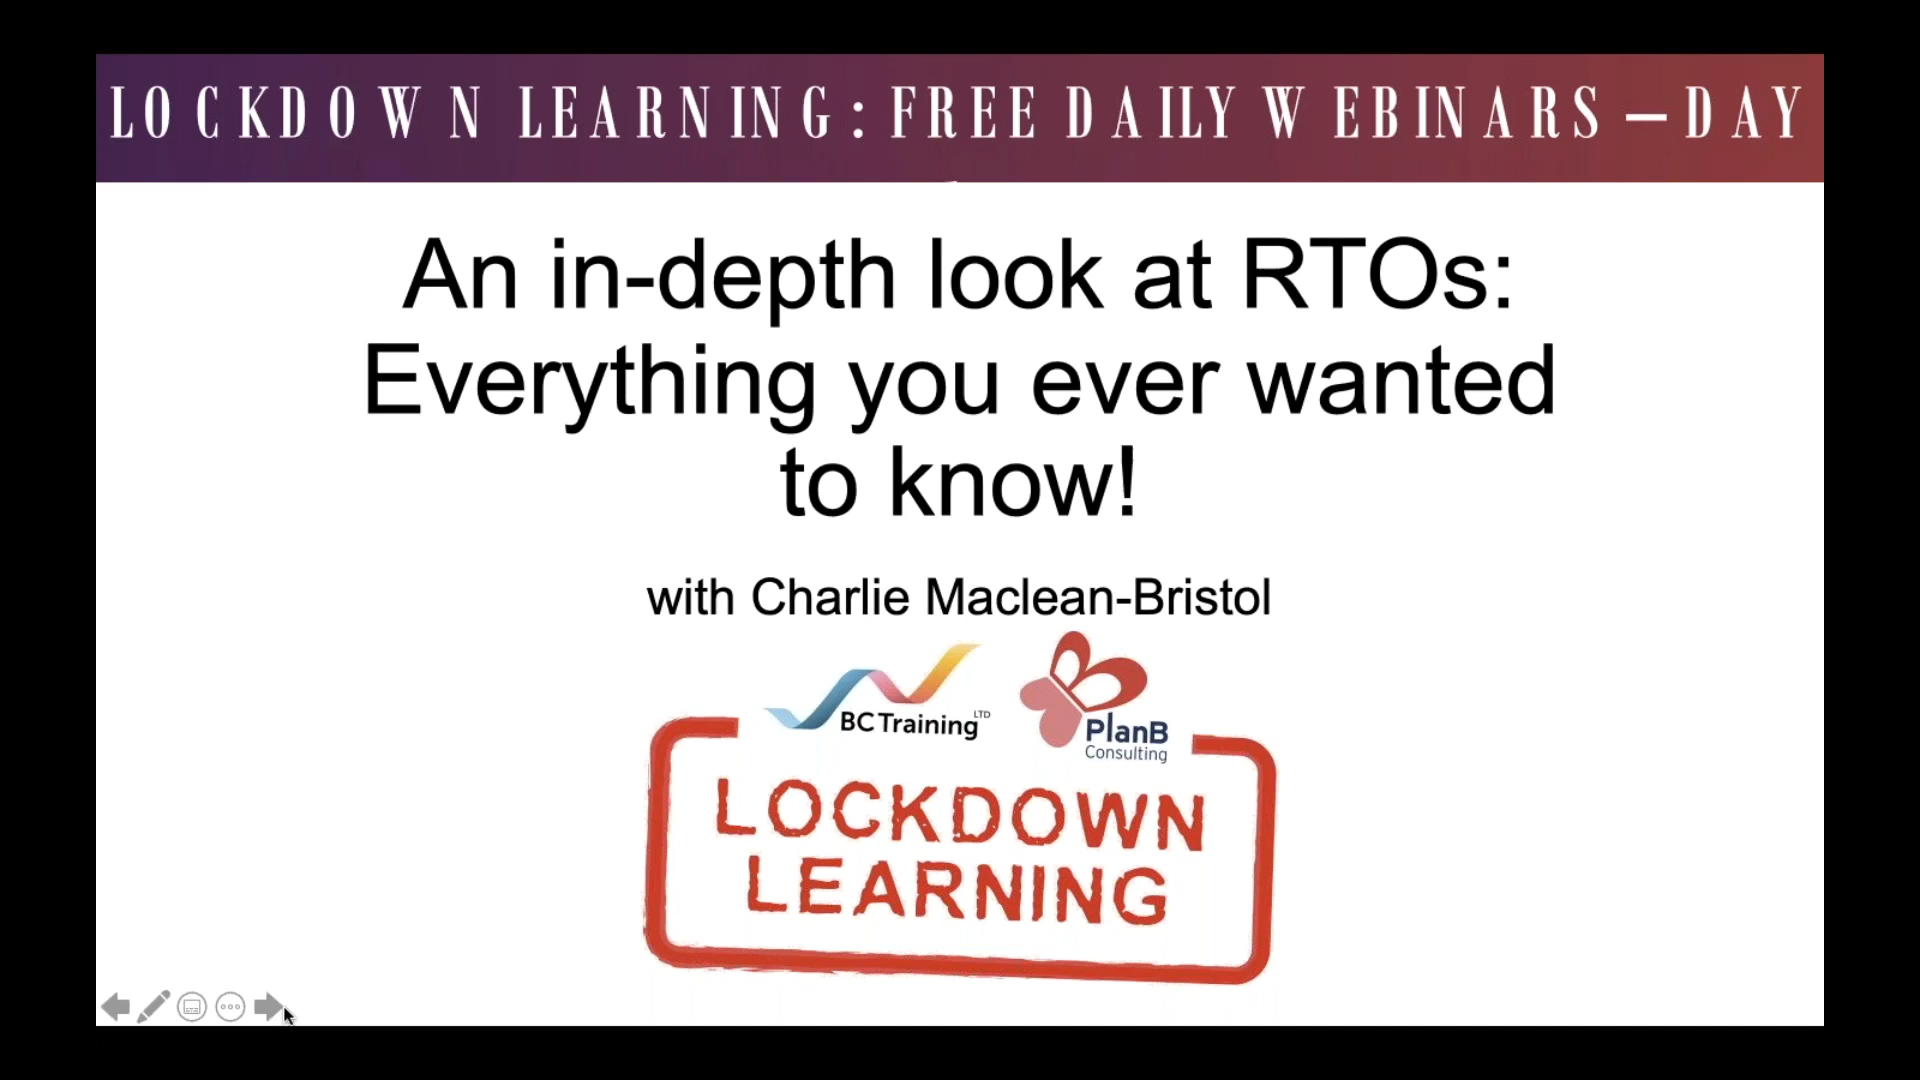 LOCKDOWN LEARNING: FREE DAILY WEBINARS – DAY
An in-depth look at RTOs:
Everything you ever wanted
to know!
with Charlie Maclean-Bristol
BC Training LTD
PlanB
Consulting
LOCKDOWN
LEARNING